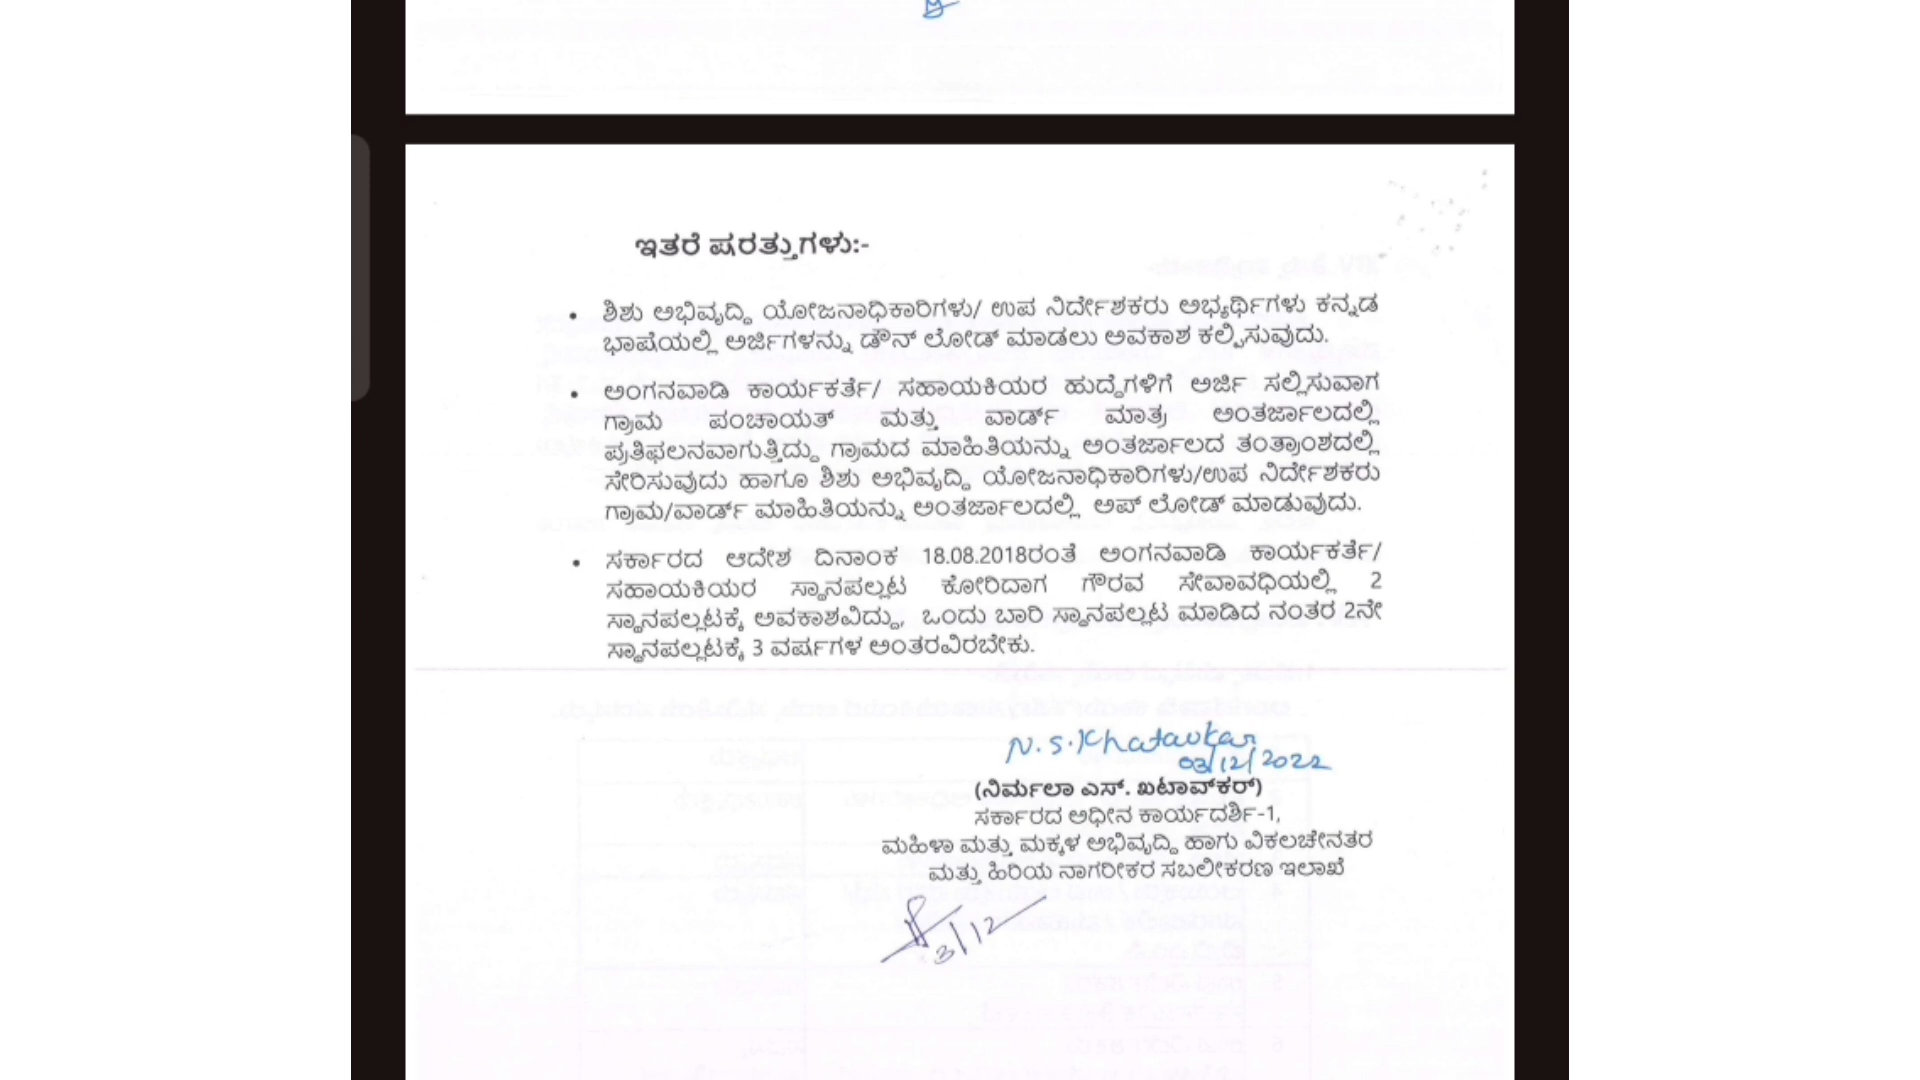 ಇತರೆ ಷರತ್ತುಗಳು:-
• ಶಿಶು ಅಭಿವೃದ್ಧಿ ಯೋಜನಾಧಿಕಾರಿಗಳು/ ಉಪ ನಿರ್ದೇಶಕರು ಅಭ್ಯರ್ಥಿಗಳು ಕನ್ನಡ
ಭಾಷೆಯಲ್ಲಿ ಅರ್ಜಿಗಳನ್ನು ಡೌನ್ ಲೋಡ್ ಮಾಡಲು ಅವಕಾಶ ಕಲ್ಪಿಸುವುದು.
• ಅಂಗನವಾಡಿ ಕಾರ್ಯಕರ್ತೆ/ ಸಹಾಯಕಿಯರ ಹುದ್ದೆಗಳಿಗೆ ಅರ್ಜಿ ಸಲ್ಲಿಸುವಾಗ
ಗ್ರಾಮ ಪಂಚಾಯತ್ ಮತ್ತು ವಾರ್ಡ್ ಮಾತ್ರ ಅಂತರ್ಜಾಲದಲ್ಲಿ
ಪ್ರತಿಫಲನವಾಗುತ್ತಿದ್ದು ಗ್ರಾಮದ ಮಾಹಿತಿಯನ್ನು ಅಂತರ್ಜಾಲದ ತಂತ್ರಾಂಶದಲ್ಲಿ
ಸೇರಿಸುವುದು ಹಾಗೂ ಶಿಶು ಅಭಿವೃದ್ಧಿ ಯೋಜನಾಧಿಕಾರಿಗಳು/ಉಪ ನಿರ್ದೇಶಕರು
ಗ್ರಾಮ/ವಾರ್ಡ್ ಮಾಹಿತಿಯನ್ನು ಅಂತರ್ಜಾಲದಲ್ಲಿ ಅಪ್ ಲೋಡ್ ಮಾಡುವುದು.
• ಸರ್ಕಾರದ ಆದೇಶ ದಿನಾಂಕ 18.08.2018ರಂತೆ ಅಂಗನವಾಡಿ ಕಾರ್ಯಕರ್ತೆ/
ಸಹಾಯಕಿಯರ ಸ್ಥಾನಪಲ್ಲಟ ಕೋರಿದಾಗ ಗೌರವ ಸೇವಾವಧಿಯಲ್ಲಿ 2
ಸ್ಥಾನಪಲ್ಲಟಕ್ಕೆ ಅವಕಾಶವಿದ್ದು, ಒಂದು ಬಾರಿ ಸ್ಥಾನಪಲ್ಲಟ ಮಾಡಿದ ನಂತರ 2ನೇ
ಸ್ಥಾನಪಲ್ಲಟಕ್ಕೆ 3 ವರ್ಷಗಳ ಅಂತರವಿರಬೇಕು.
N.S.Khatavkar
03/12/2022
(ನಿರ್ಮಲಾ ಎಸ್. ಖಟಾವ್‌ಕರ್)
ಸರ್ಕಾರದ ಅಧೀನ ಕಾರ್ಯದರ್ಶಿ-1,
ಮಹಿಳಾ ಮತ್ತು ಮಕ್ಕಳ ಅಭಿವೃದ್ಧಿ ಹಾಗು ವಿಕಲಚೇನತರ
ಮತ್ತು ಹಿರಿಯ ನಾಗರೀಕರ ಸಬಲೀಕರಣ ಇಲಾಖೆ
3/12